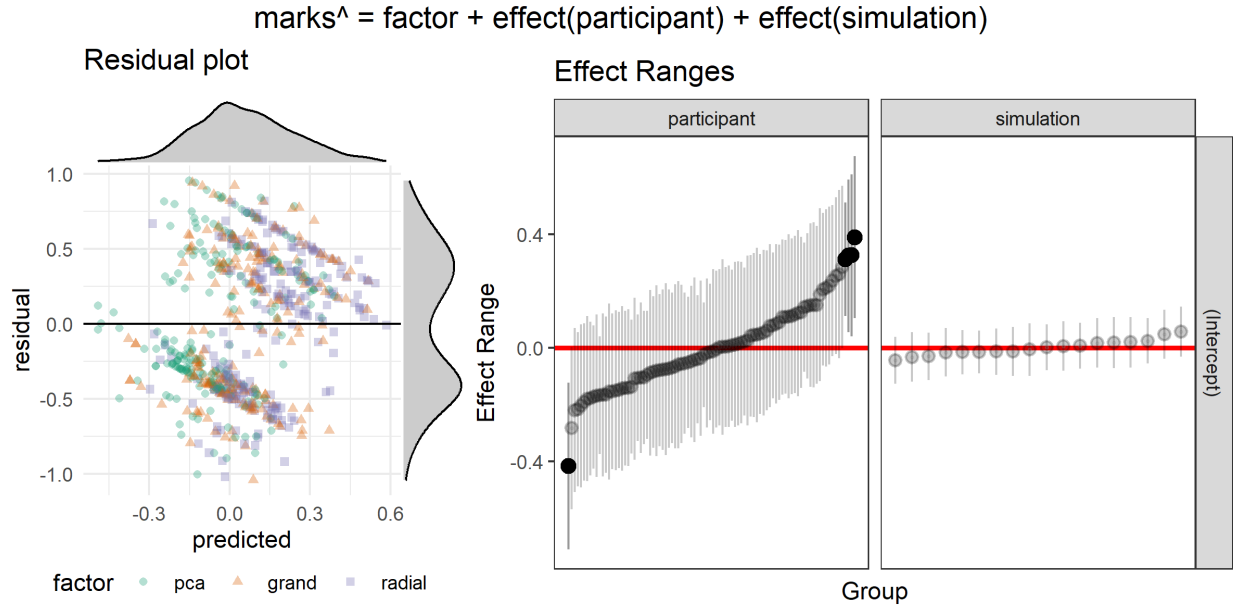 marks^ = factor + effect(participant) + effect(simulation)
Residual plot
1.0
0.5
0.0
-0.5
-1.0
residual
-0.3
0.0
0.3
0.6
predicted
factor
pca
grand
radial
Effect Ranges
participant
simulation
0.4
0.0
-0.4
Effect Range
(Intercept)
Group